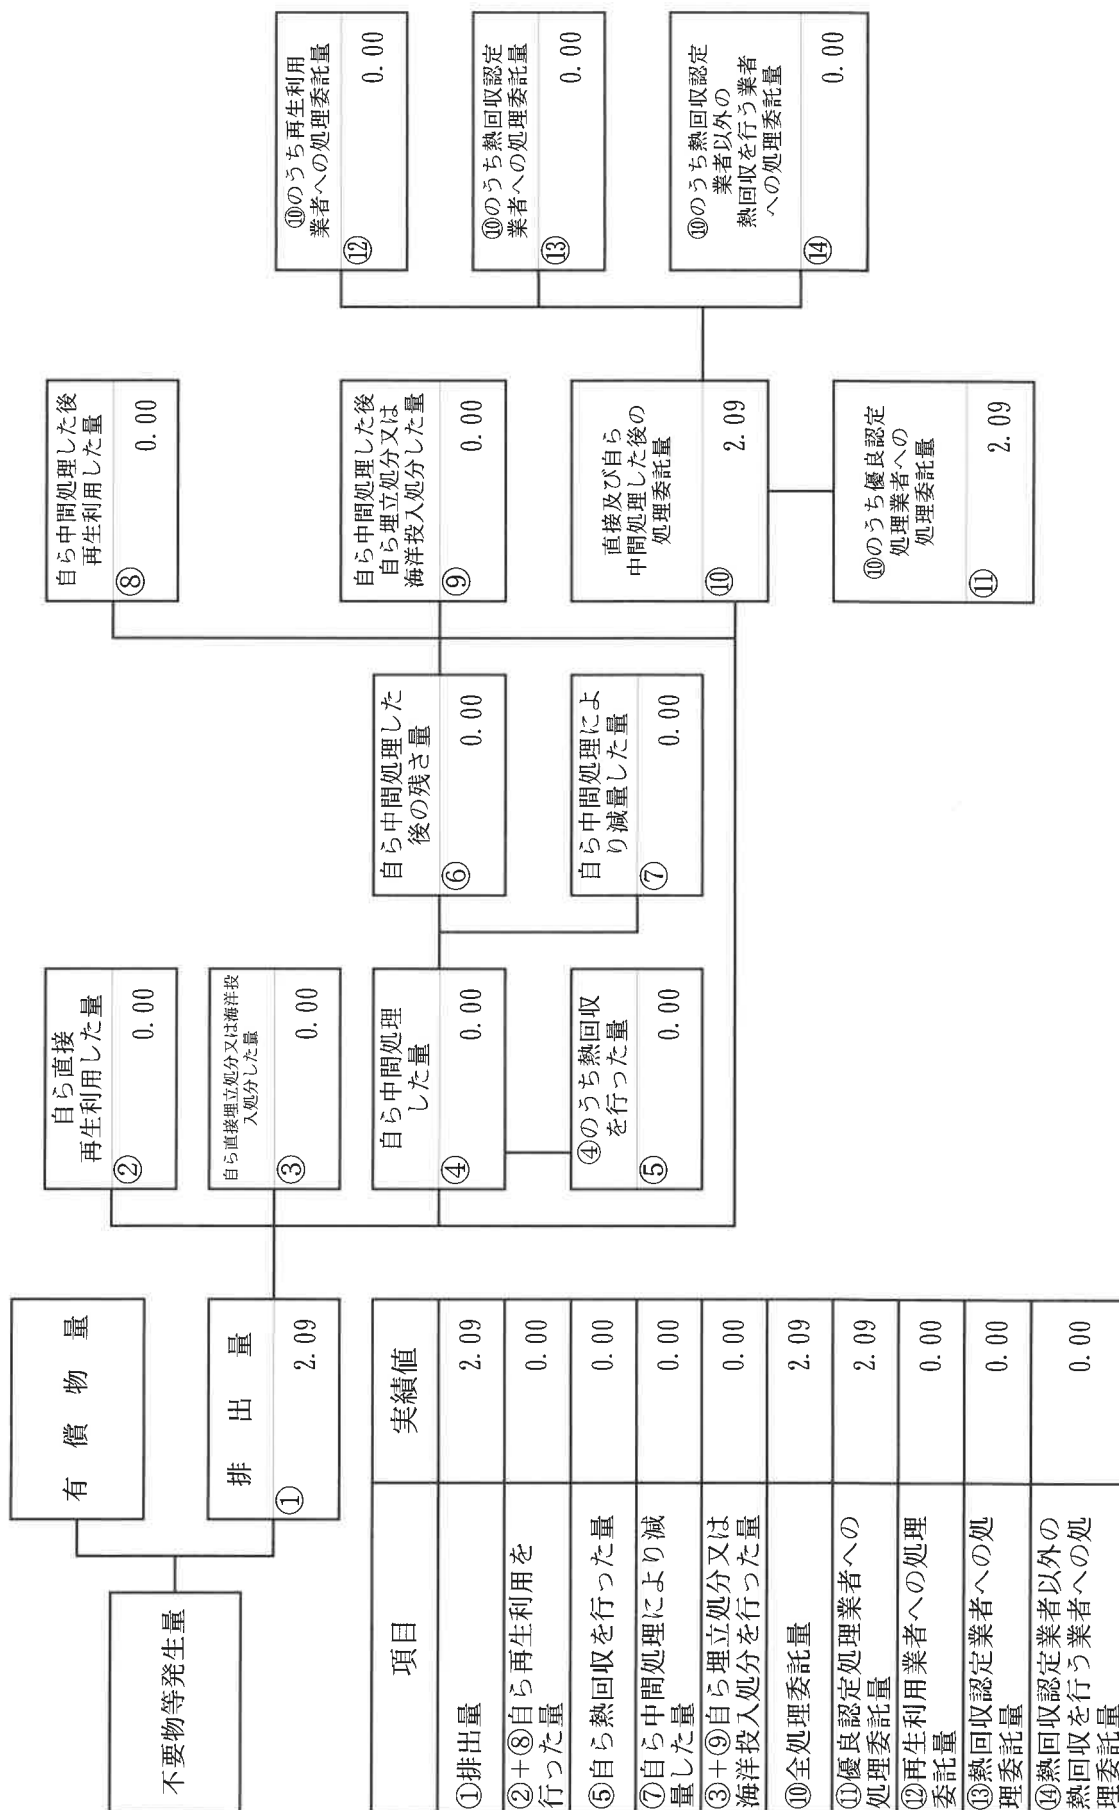 不要物等発生量
有償物量
排出量
①
2.09
自ら直接
再生利用した量
②
0.00
自ら直接埋立処分又は海洋投
入処分した量
③
0.00
自ら中間処理
した量
④
0.00
④のうち熱回収
を行った量
⑤
0.00
自ら中間処理した
後の残さ量
⑥
0.00
自ら中間処理によ
り減量した量
⑦
0.00
自ら中間処理した後
再生利用した量
⑧
0.00
自ら中間処理した後
自ら埋立処分又は
海洋投入処分した量
⑨
0.00
直接及び自ら
中間処理した後の
処理委託量
⑩
2.09
⑩のうち優良認定
処理業者への
処理委託量
⑪
2.09
⑩のうち再生利用
業者への処理委託量
⑫
0.00
⑩のうち熱回収認定
業者への処理委託量
⑬
0.00
⑩のうち熱回収認定
業者以外の
熱回収を行う業者
への処理委託量
⑭
0.00
項目 実績値
①排出量 2.09
②+⑧自ら再生利用を
行った量 0.00
⑤自ら熱回収を行った量 0.00
⑦自ら中間処理により減
量した量 0.00
③+⑨自ら埋立処分又は
海洋投入処分を行った量 0.00
⑩全処理委託量 2.09
⑪優良認定処理業者への
処理委託量 2.09
⑫再生利用業者への処理
委託量 0.00
⑬熱回収認定業者への処
理委託量 0.00
⑭熱回収認定業者以外の
熱回収を行う業者への処
理委託量 0.00